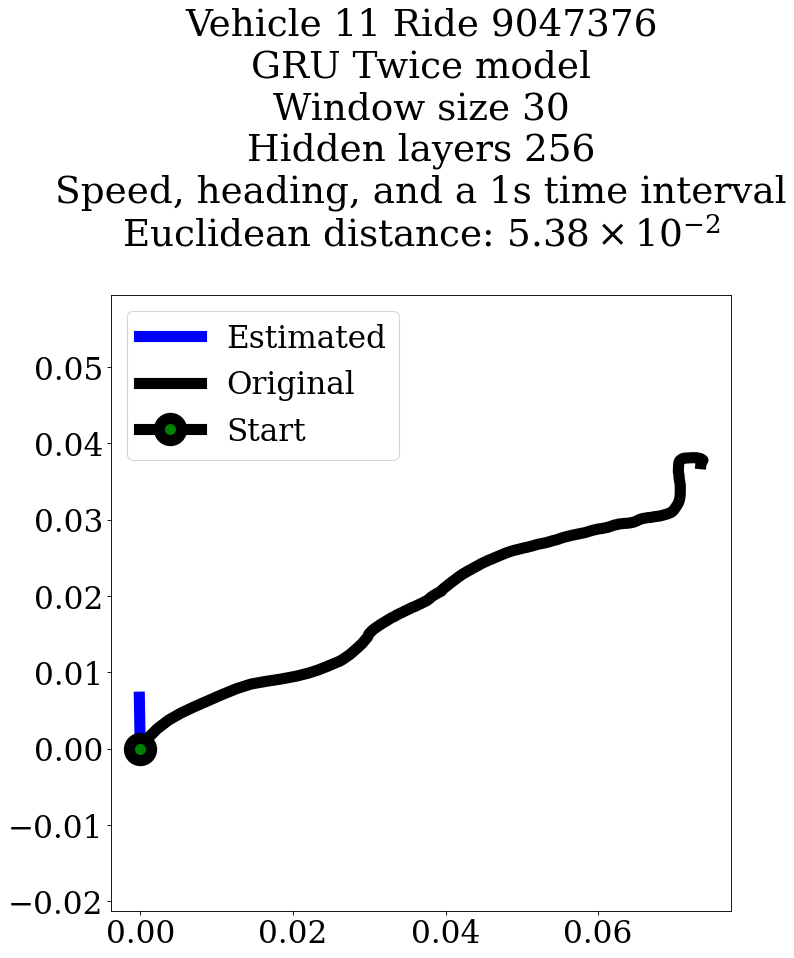 Vehicle 11 Ride 9047376
GRU Twice model
Window size 30
Hidden layers 256
Speed, heading, and a 1s time interval
Euclidean distance: 5.38 × 10⁻²
Estimated
Original
Start
0.05
0.04
0.03
0.02
0.01
0.00
−0.01
−0.02
0.00 0.02 0.04 0.06